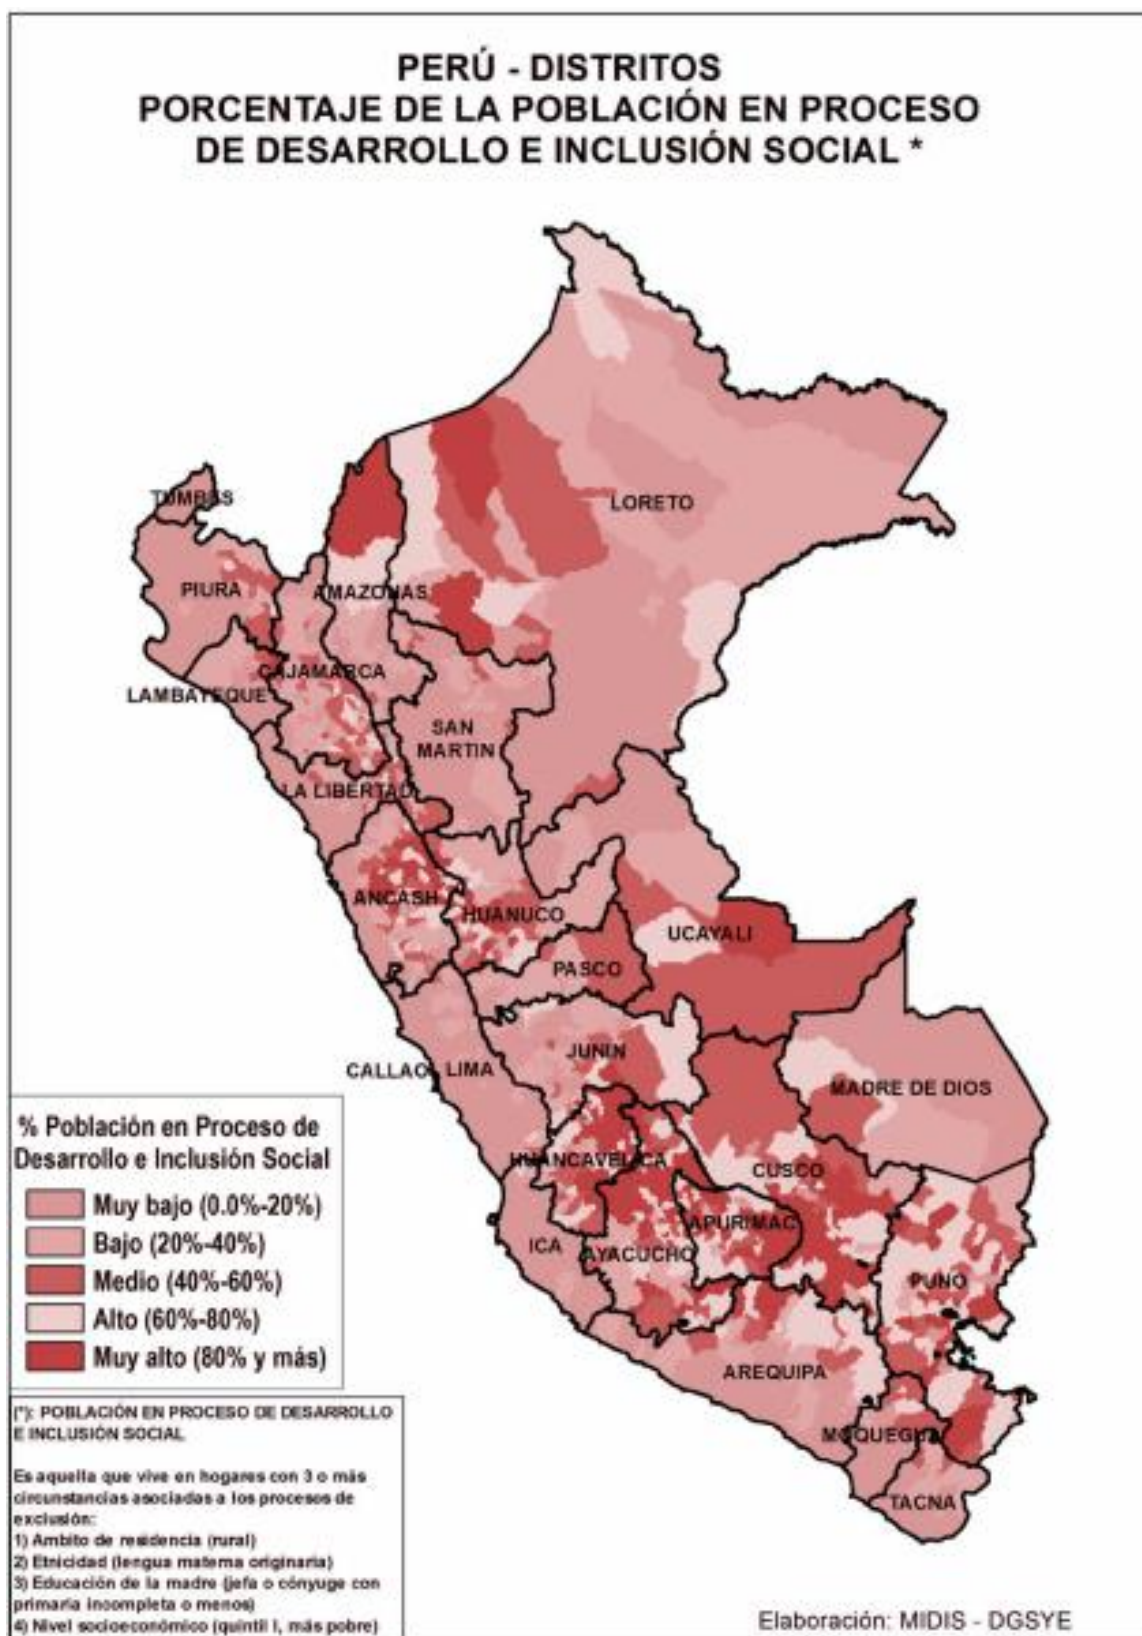 PERÚ - DISTRITOS
PORCENTAJE DE LA POBLACIÓN EN PROCESO
DE DESARROLLO E INCLUSIÓN SOCIAL *
TUMBES
LORETO
PIURA
AMAZONAS
CAJAMARCA
LAMBAYEQUE
SAN
MARTIN
LA LIBERTAD
ANCASH
HUANUCO
UCAYALI
PASCO
JUNIN
CALLAO
LIMA
MADRE DE DIOS
HUANCAVELICA
CUSCO
APURIMAC
ICA
AYACUCHO
PUNO
AREQUIPA
MOQUEGUA
TACNA
% Población en Proceso de
Desarrollo e Inclusión Social
Muy bajo (0.0%-20%)
Bajo (20%-40%)
Medio (40%-60%)
Alto (60%-80%)
Muy alto (80% y más)
(*): POBLACIÓN EN PROCESO DE DESARROLLO
E INCLUSIÓN SOCIAL
Es aquella que vive en hogares con 3 o más
circunstancias asociadas a los procesos de
exclusión:
1) Ambito de residencia (rural)
2) Etnicidad (lengua materna originaria)
3) Educación de la madre (jefa o cónyuge con
primaria incompleta o menos)
4) Nivel socioeconómico (quintil I, más pobre)
Elaboración: MIDIS - DGSYE